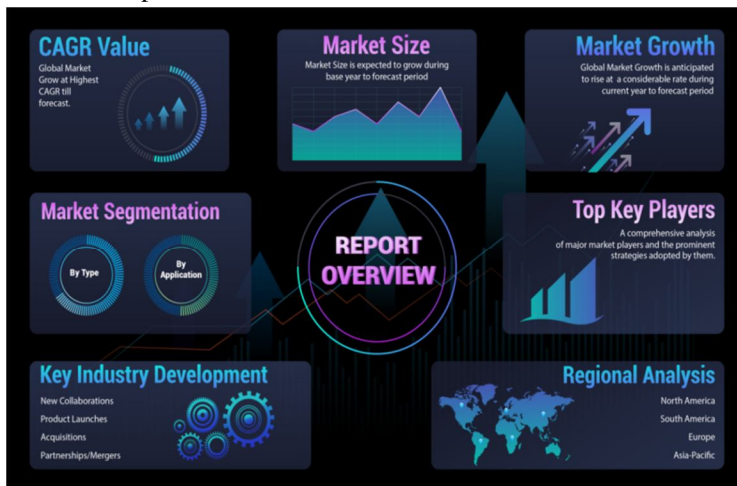 CAGR Value
Global Market
Grow at Highest
CAGR till
forecast.
Market Size
Market Size is expected to grow during
base year to forecast period
Market Growth
Global Market Growth is anticipated
to rise at a considerable rate during
current year to forecast period
Market Segmentation
By Type
By
Application
REPORT
OVERVIEW
Top Key Players
A comprehensive analysis
of major market players and the prominent
strategies adopted by them.
Key Industry Development
New Collaborations
Product Launches
Acquisitions
Partnerships/Mergers
Regional Analysis
North America
South America
Europe
Asia-Pacific